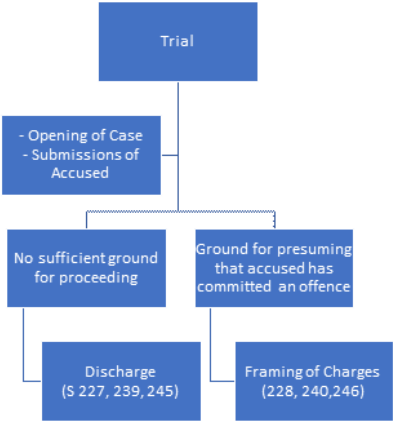 Trial
- Opening of Case
- Submissions of
Accused
No sufficient ground
for proceeding
Ground for presuming
that accused has
committed an offence
Discharge
(S 227, 239, 245)
Framing of Charges
(228, 240,246)